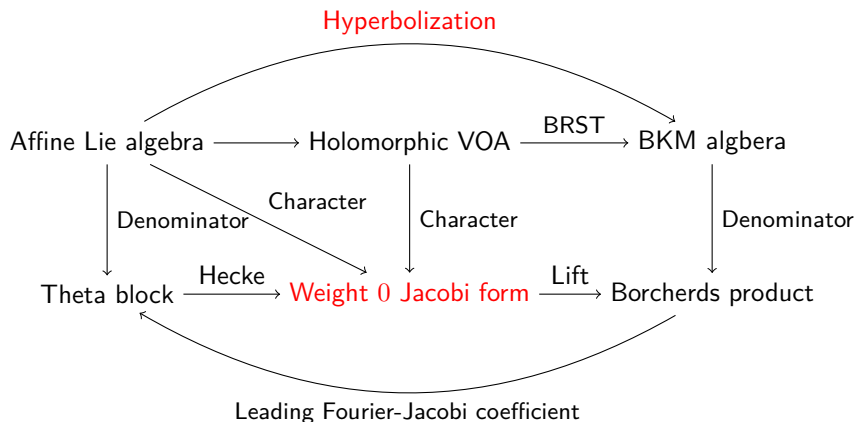 Hyperbolization
Affine Lie algebra
Holomorphic VOA
BRST
BKM algbera
Denominator
Character
Character
Denominator
Theta block
Hecke
Weight 0 Jacobi form
Lift
Borcherds product
Leading Fourier-Jacobi coefficient